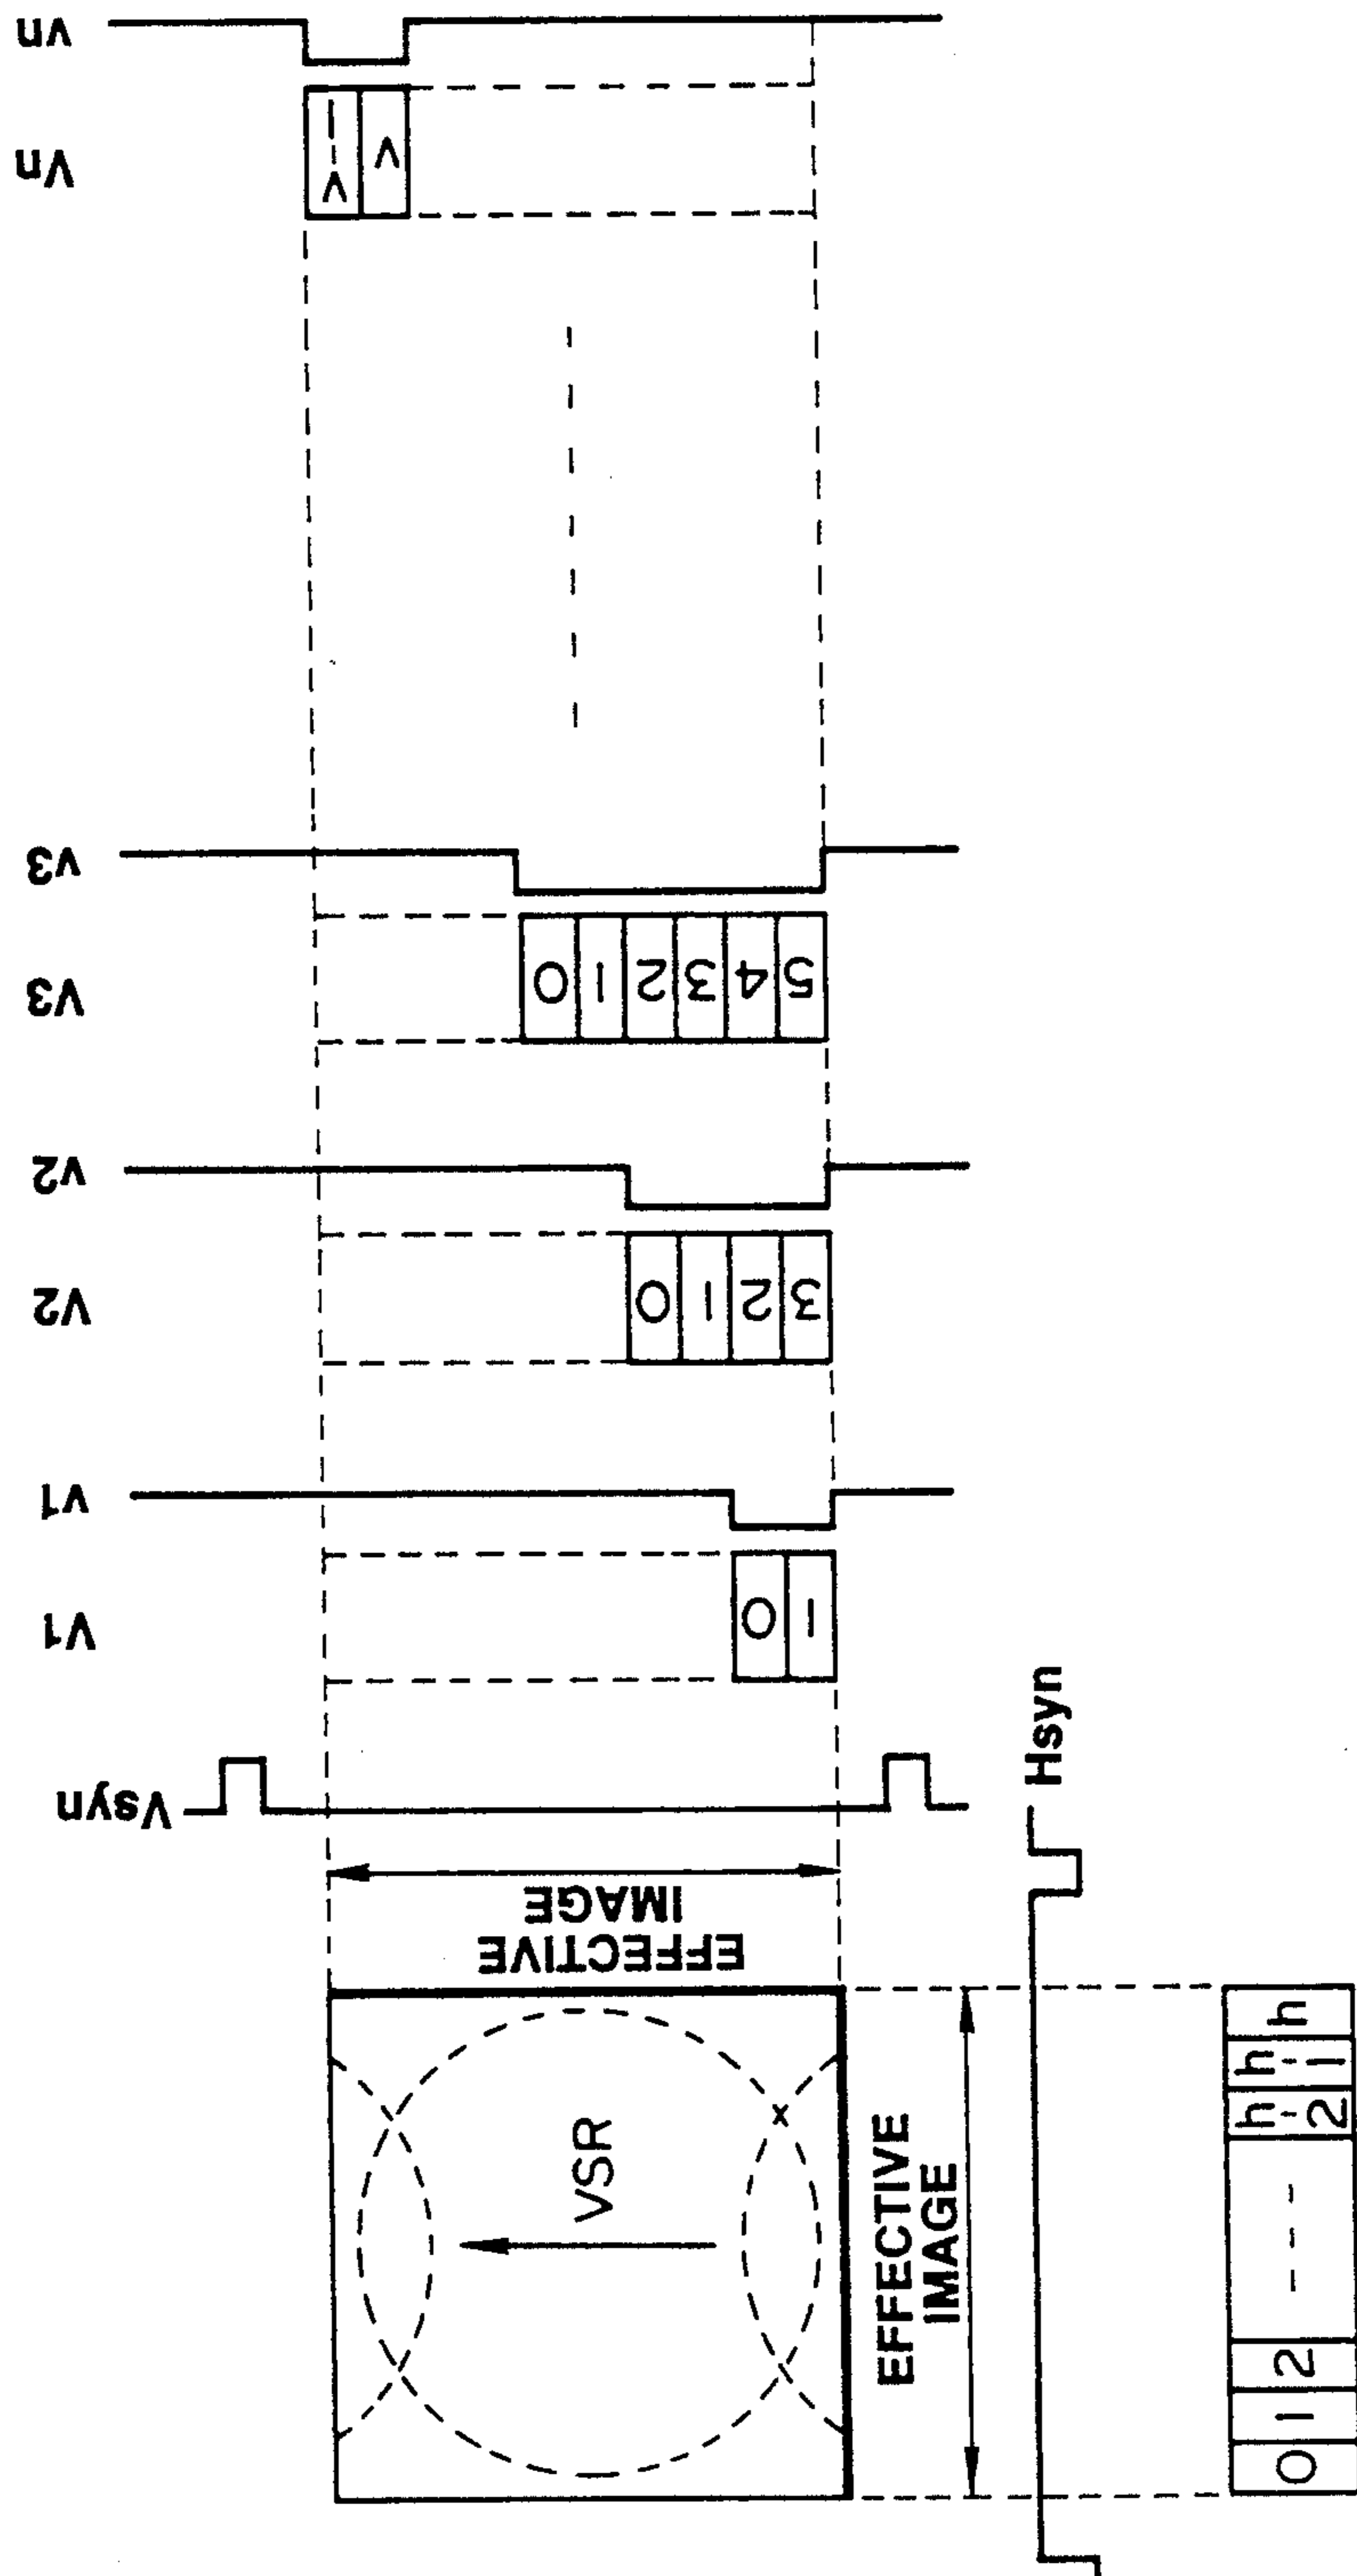 vn
Vn
v-1
v
v3
V3
0
1
2
3
4
5
v2
V2
0
1
2
3
v1
V1
0
1
Vsyn
Hsyn
EFFECTIVE
IMAGE
VSR
EFFECTIVE
IMAGE
0 1 2 --- h-2 h-1 h